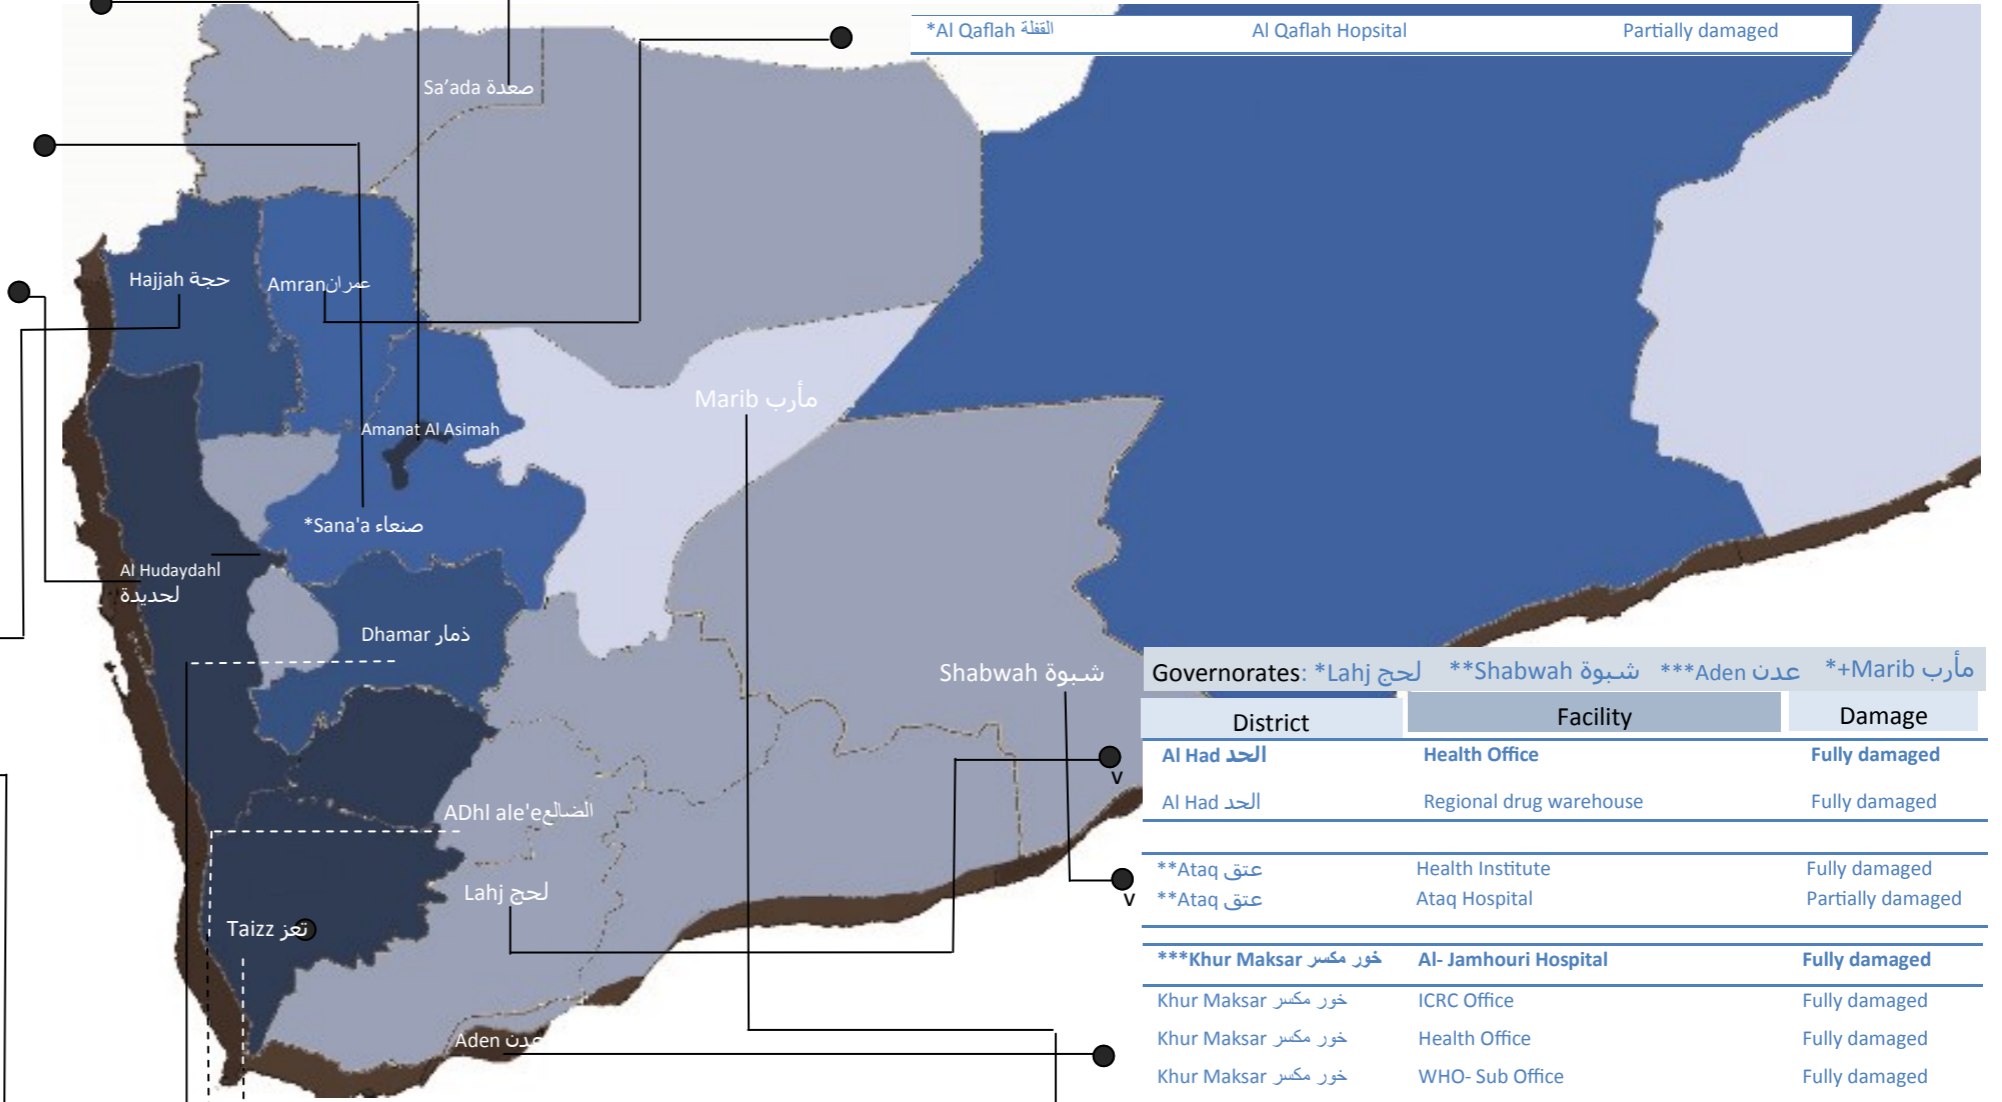 *Al Qaflah القفلة Al Qaflah Hopsital Partially damaged
Sa'ada صعدة
Hajjah حجة
Amran عمران
Marib مأرب
Amanat Al Asimah
*Sana'a صنعاء
Al Hudaydahl
لحديدة
Dhamar ذمار
Shabwah شبوة
ADhl ale'e الضالع
Lahj لحج
Taizz تعز
Aden عدن
Governorates: *Lahj لحج **Shabwah شبوة ***Aden عدن *+Marib مأرب
District Facility Damage
Al Had الحد Health Office Fully damaged
v
Al Had الحد Regional drug warehouse Fully damaged
**Ataq عتق Health Institute Fully damaged
v
**Ataq عتق Ataq Hospital Partially damaged
***Khur Maksar خور مكسر Al- Jamhouri Hospital Fully damaged
Khur Maksar خور مكسر ICRC Office Fully damaged
Khur Maksar خور مكسر Health Office Fully damaged
Khur Maksar خور مكسر WHO- Sub Office Fully damaged